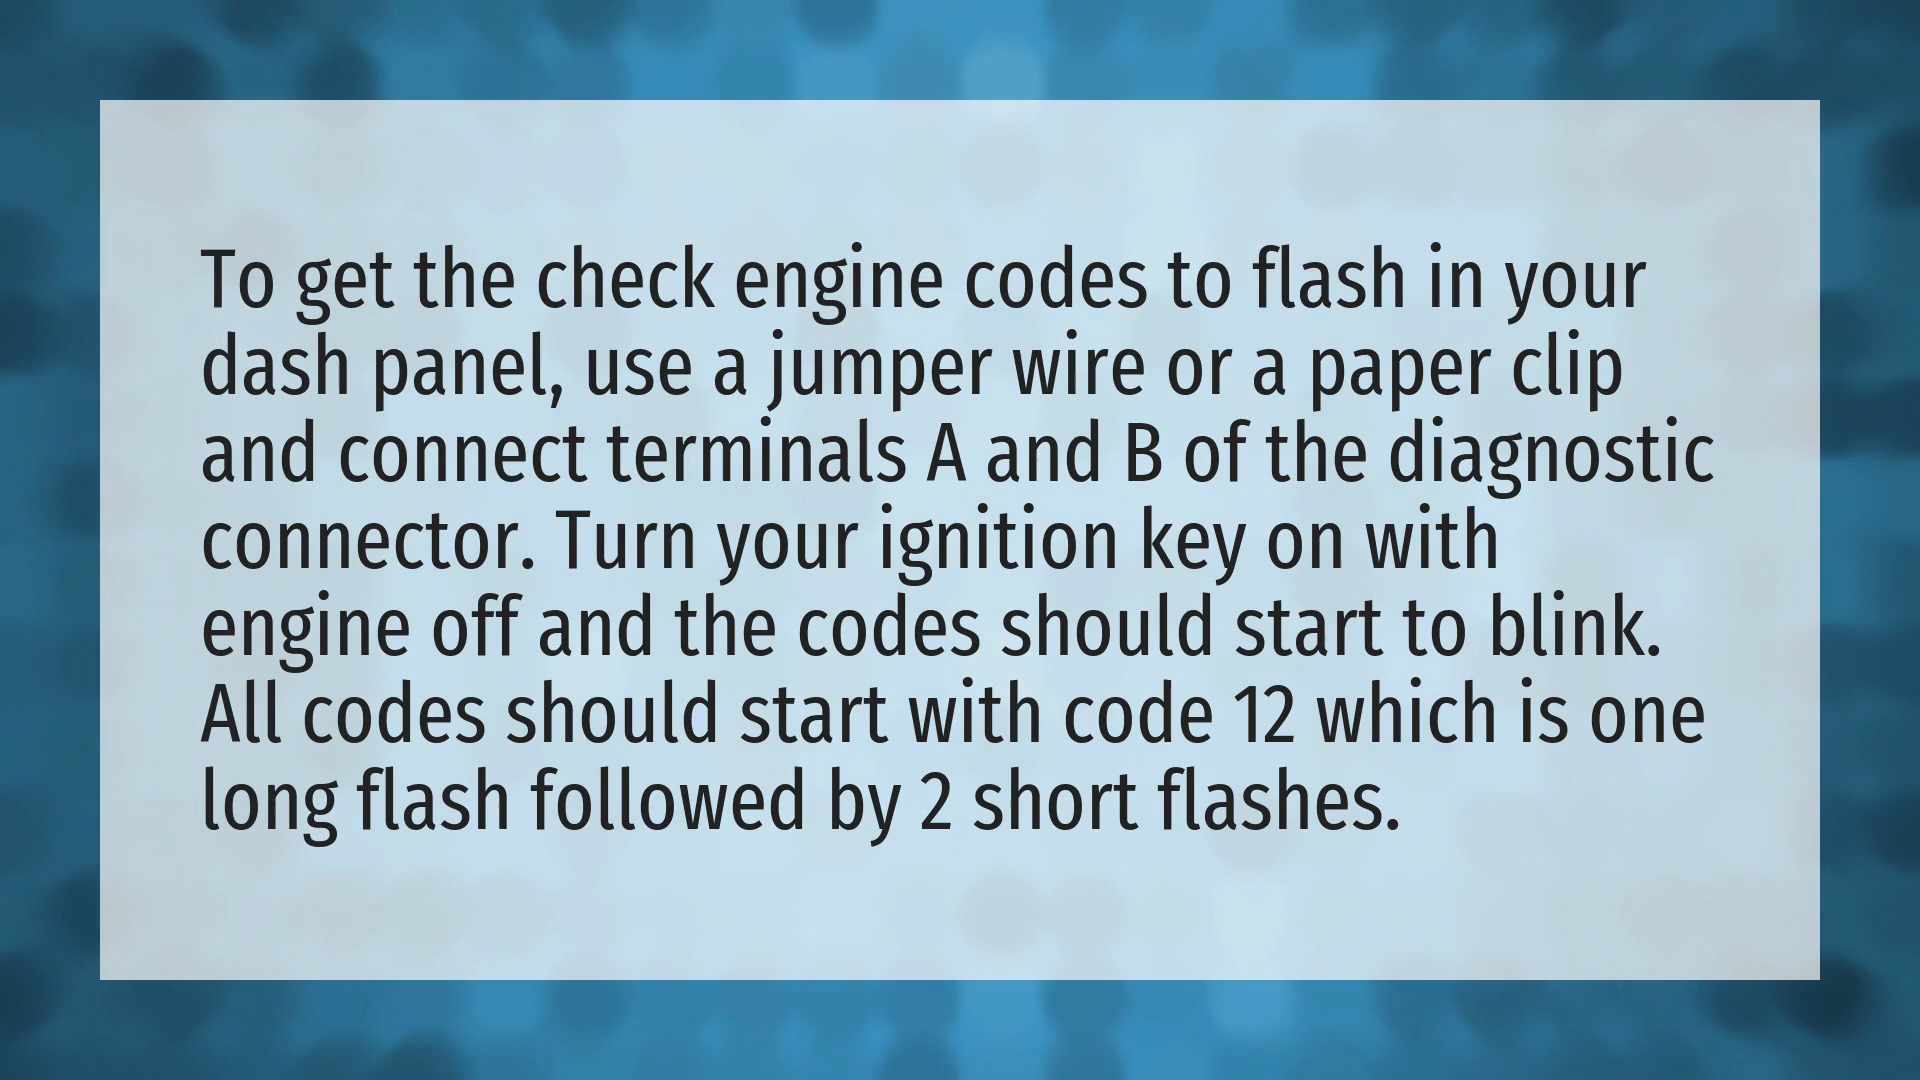 To get the check engine codes to flash in your
dash panel, use a jumper wire or a paper clip
and connect terminals A and B of the diagnostic
connector. Turn your ignition key on with
engine off and the codes should start to blink.
All codes should start with code 12 which is one
long flash followed by 2 short flashes.